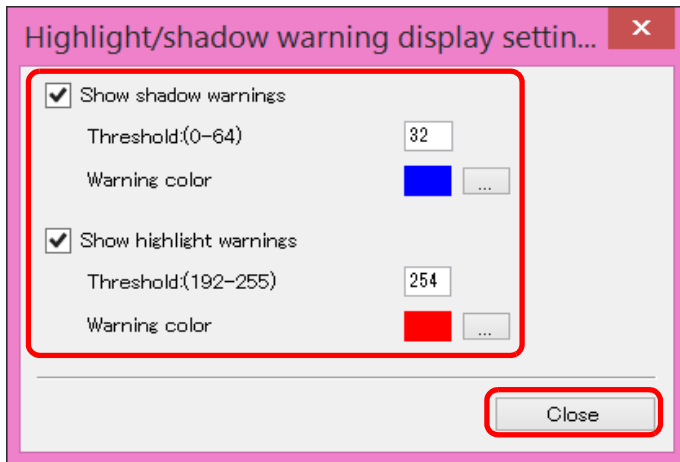 Highlight/shadow warning display settin...
Show shadow warnings
Threshold:(0-64) 32
Warning color ...
Show highlight warnings
Threshold:(192-255) 254
Warning color ...
Close